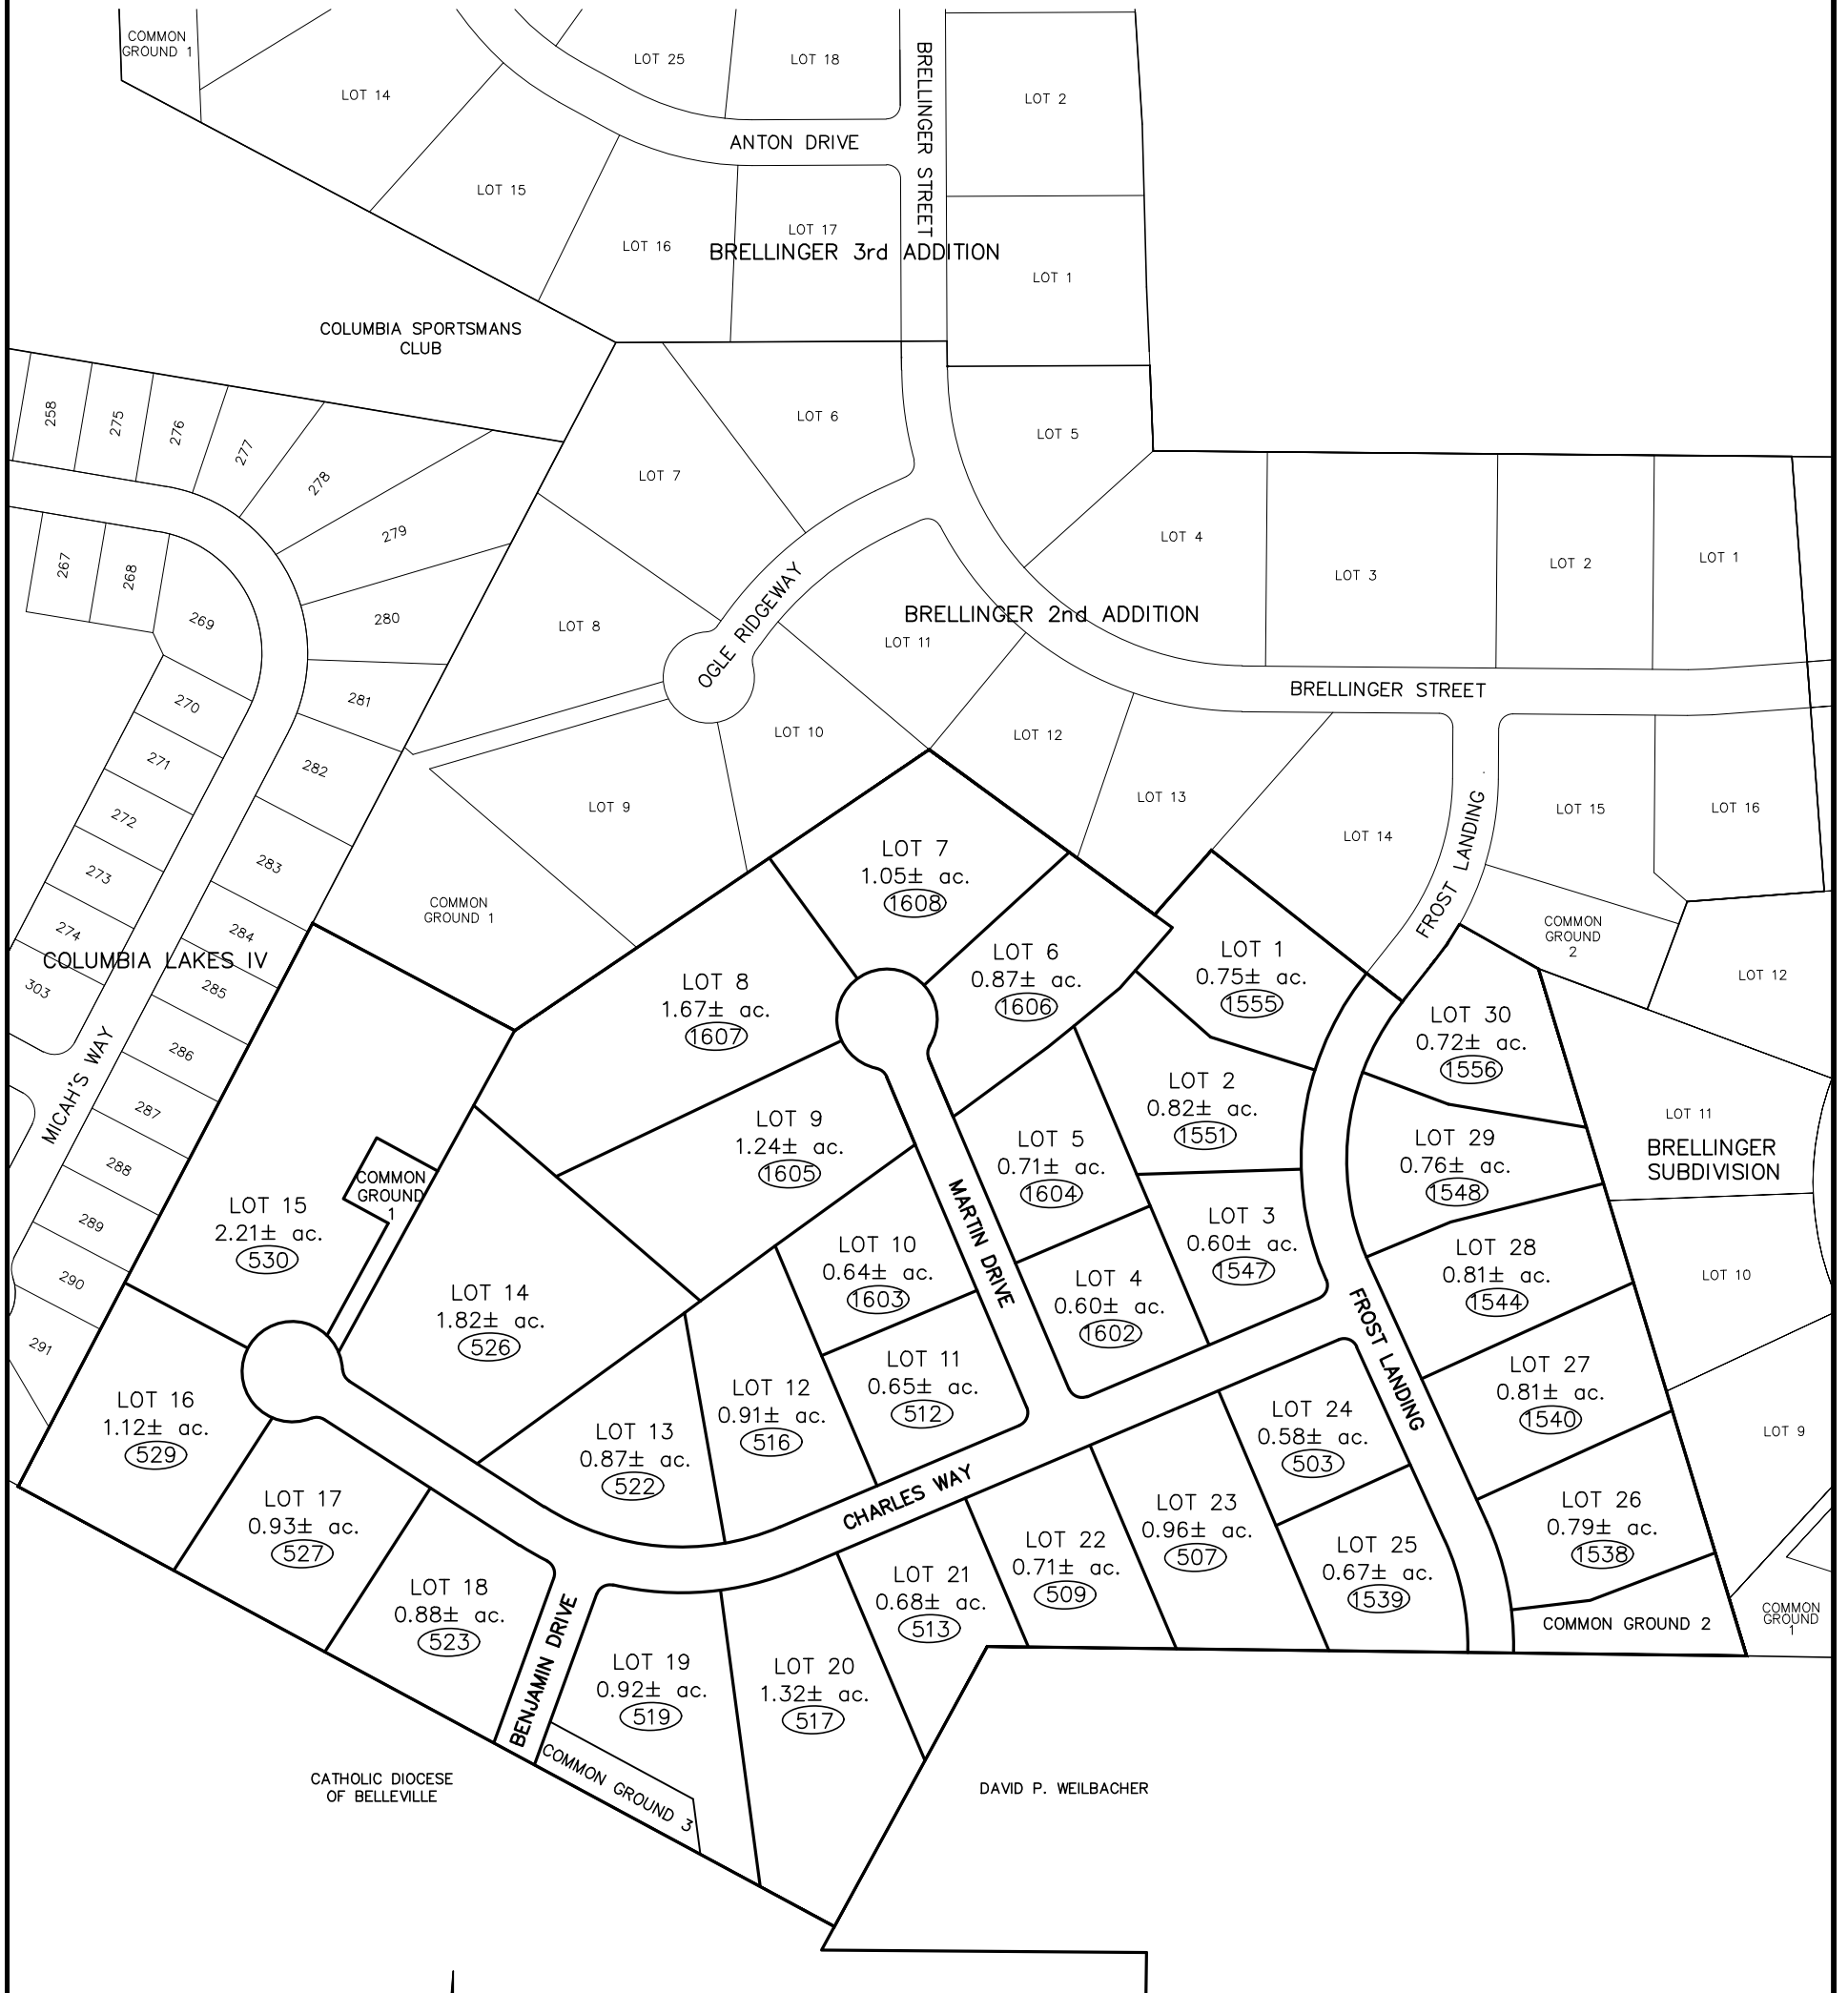 COMMON
GROUND 1
LOT 14
LOT 25
LOT 18
BRELLINGER STREET
LOT 2
ANTON DRIVE
LOT 15
LOT 16
LOT 17
BRELLINGER 3rd ADDITION
LOT 1
COLUMBIA SPORTSMANS
CLUB
258
275
276
277
278
279
280
281
282
283
284
285
286
287
288
289
290
291
267
268
269
270
271
272
273
274
303
COLUMBIA LAKES IV
MICAH'S WAY
LOT 6
LOT 7
LOT 5
LOT 4
LOT 3
LOT 2
LOT 1
LOT 8
OGLE RIDGEWAY
BRELLINGER 2nd ADDITION
LOT 11
BRELLINGER STREET
LOT 10
LOT 12
LOT 9
LOT 13
LOT 14
FROST LANDING
LOT 15
LOT 16
COMMON
GROUND 1
COMMON
GROUND
2
LOT 12
LOT 11
BRELLINGER
SUBDIVISION
LOT 10
LOT 9
COMMON
GROUND
1
LOT 7
1.05± ac.
1608
LOT 6
0.87± ac.
1606
LOT 1
0.75± ac.
1555
LOT 8
1.67± ac.
1607
LOT 30
0.72± ac.
1556
LOT 2
0.82± ac.
1551
LOT 9
1.24± ac.
1605
LOT 5
0.71± ac.
1604
LOT 29
0.76± ac.
1548
COMMON
GROUND
1
LOT 15
2.21± ac.
530
MARTIN DRIVE
LOT 3
0.60± ac.
1547
LOT 10
0.64± ac.
1603
LOT 28
0.81± ac.
1544
LOT 14
1.82± ac.
526
LOT 4
0.60± ac.
1602
FROST LANDING
LOT 11
0.65± ac.
512
LOT 27
0.81± ac.
1540
LOT 12
0.91± ac.
516
LOT 16
1.12± ac.
529
LOT 13
0.87± ac.
522
LOT 24
0.58± ac.
503
CHARLES WAY
LOT 17
0.93± ac.
527
LOT 23
0.96± ac.
507
LOT 26
0.79± ac.
1538
LOT 22
0.71± ac.
509
LOT 25
0.67± ac.
1539
LOT 18
0.88± ac.
523
LOT 21
0.68± ac.
513
COMMON GROUND 2
BENJAMIN DRIVE
LOT 19
0.92± ac.
519
LOT 20
1.32± ac.
517
COMMON GROUND 3
CATHOLIC DIOCESE
OF BELLEVILLE
DAVID P. WEILBACHER